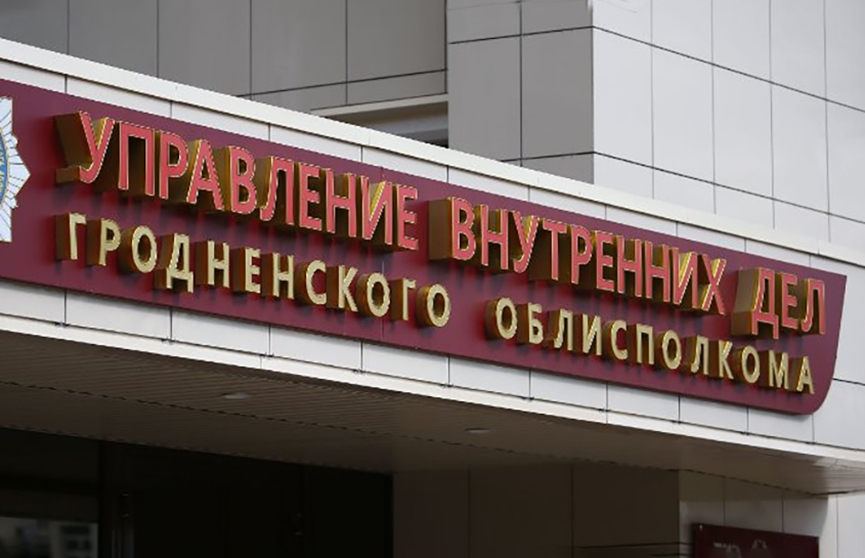 УПРАВЛЕНИЕ ВНУТРЕННИХ ДЕЛ
ГРОДНЕНСКОГО ОБЛИСПОЛКОМА